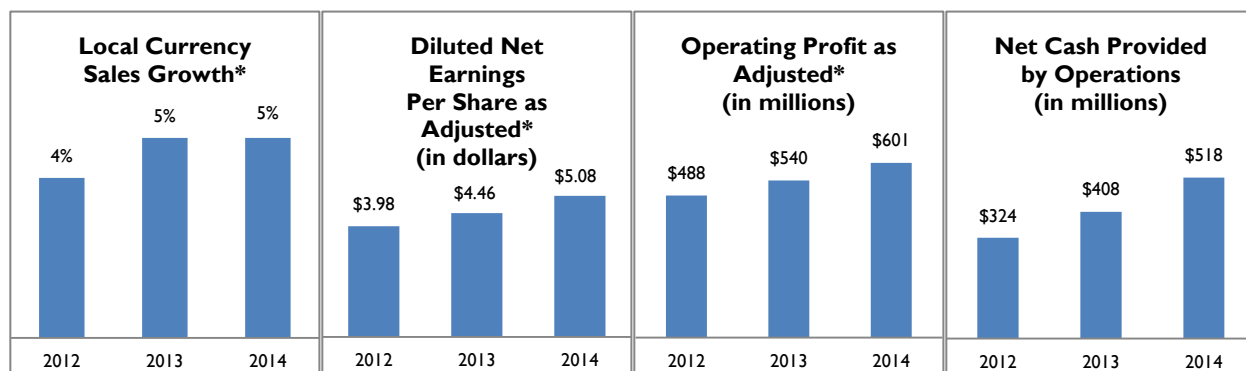 Local Currency
Sales Growth*
4%
5%
5%
2012
2013
2014
Diluted Net
Earnings
Per Share as
Adjusted*
(in dollars)
$3.98
$4.46
$5.08
2012
2013
2014
Operating Profit as
Adjusted*
(in millions)
$488
$540
$601
2012
2013
2014
Net Cash Provided
by Operations
(in millions)
$324
$408
$518
2012
2013
2014